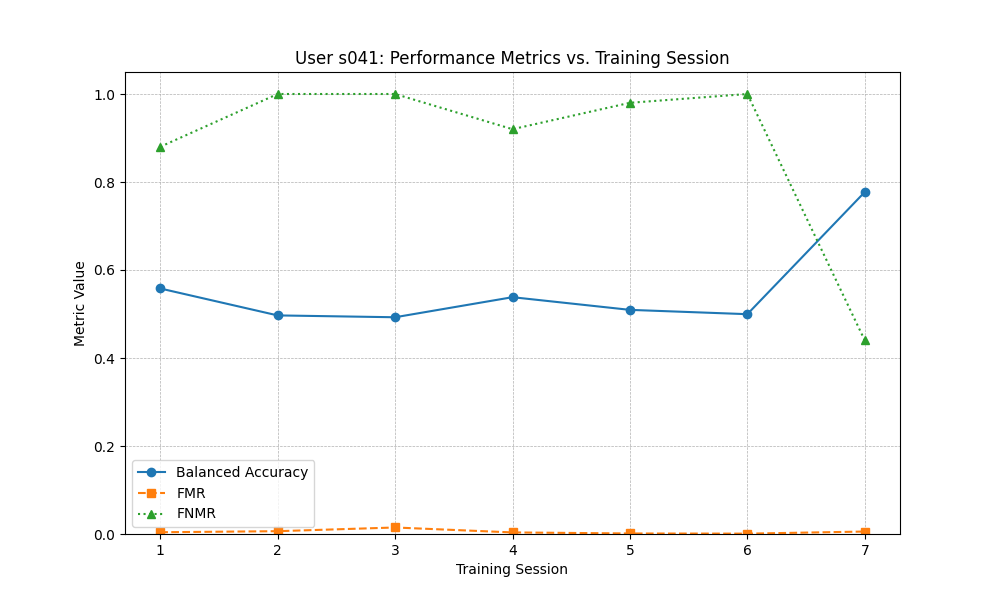 User s041: Performance Metrics vs. Training Session
Metric Value
1.0
0.8
0.6
0.4
0.2
0.0
Balanced Accuracy
FMR
FNMR
1 2 3 4 5 6 7
Training Session